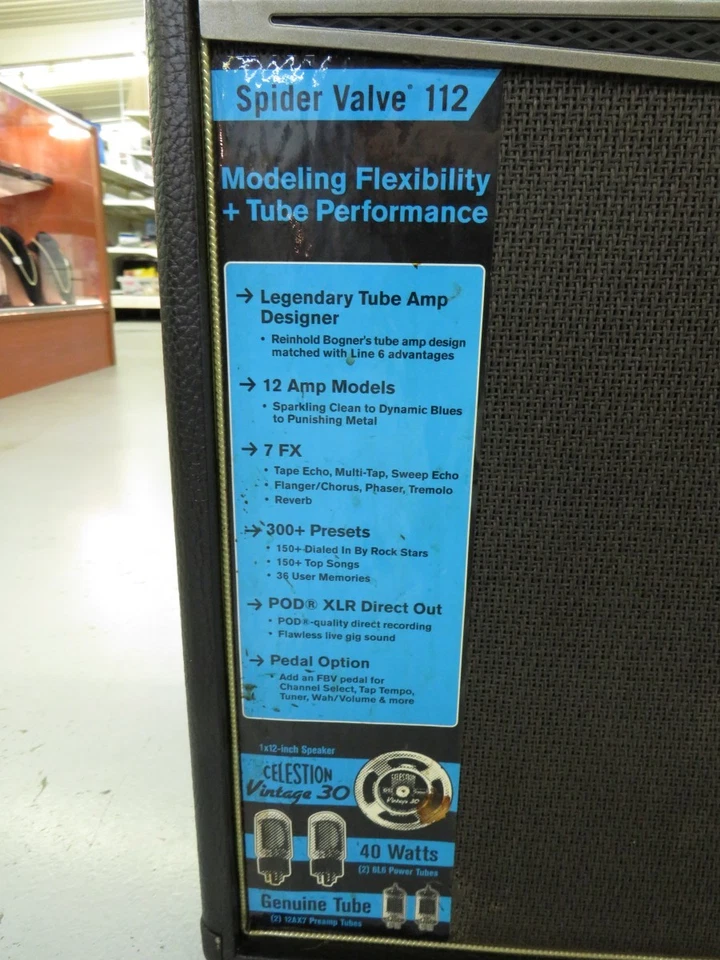 Spider Valve® 112
Modeling Flexibility
+ Tube Performance
→ Legendary Tube Amp
Designer
• Reinhold Bogner's tube amp design
matched with Line 6 advantages
→ 12 Amp Models
• Sparkling Clean to Dynamic Blues
to Punishing Metal
→ 7 FX
• Tape Echo, Multi-Tap, Sweep Echo
• Flanger/Chorus, Phaser, Tremolo
• Reverb
→ 300+ Presets
• 150+ Dialed In By Rock Stars
• 150+ Top Songs
• 36 User Memories
→ POD® XLR Direct Out
• POD®-quality direct recording
• Flawless live gig sound
→ Pedal Option
• Add an FBV pedal for
Channel Select, Tap Tempo,
Tuner, Wah/Volume & more
1x12-inch Speaker
CELESTION
Vintage 30
CELESTION
Vintage 30
40 Watts
(2) 6L6 Power Tubes
Genuine Tube
(2) 12AX7 Preamp Tubes